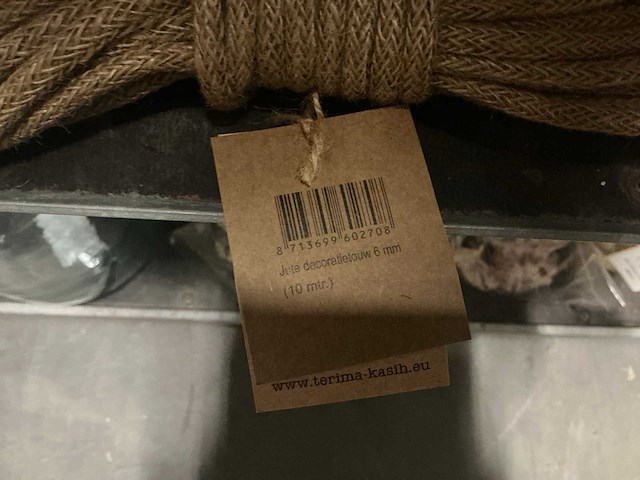 8 713699 602708
Jute decoratietouw 6 mm
(10 mtr.)
www.terima-kasih.eu